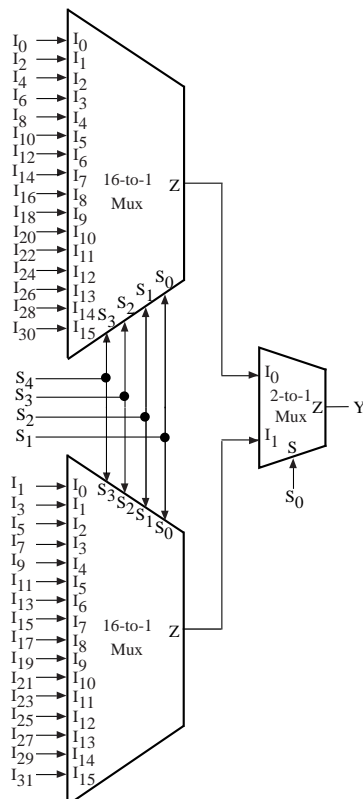 I0 I0
I2 I1
I4 I2
I6 I3
I8 I4
I10 I5
I12 I6
I14 I7
I16 I8
I18 I9
I20 I10
I22 I11
I24 I12
I26 I13
I28 I14
I30 I15
16-to-1
Mux
Z
S3 S2 S1 S0
S4
S3
S2
S1
I0
2-to-1
Mux
Z Y
I1
S
S0
S3 S2 S1 S0
I1 I0
I3 I1
I5 I2
I7 I3
I9 I4
I11 I5
I13 I6
I15 I7
I17 I8
I19 I9
I21 I10
I23 I11
I25 I12
I27 I13
I29 I14
I31 I15
16-to-1
Mux
Z